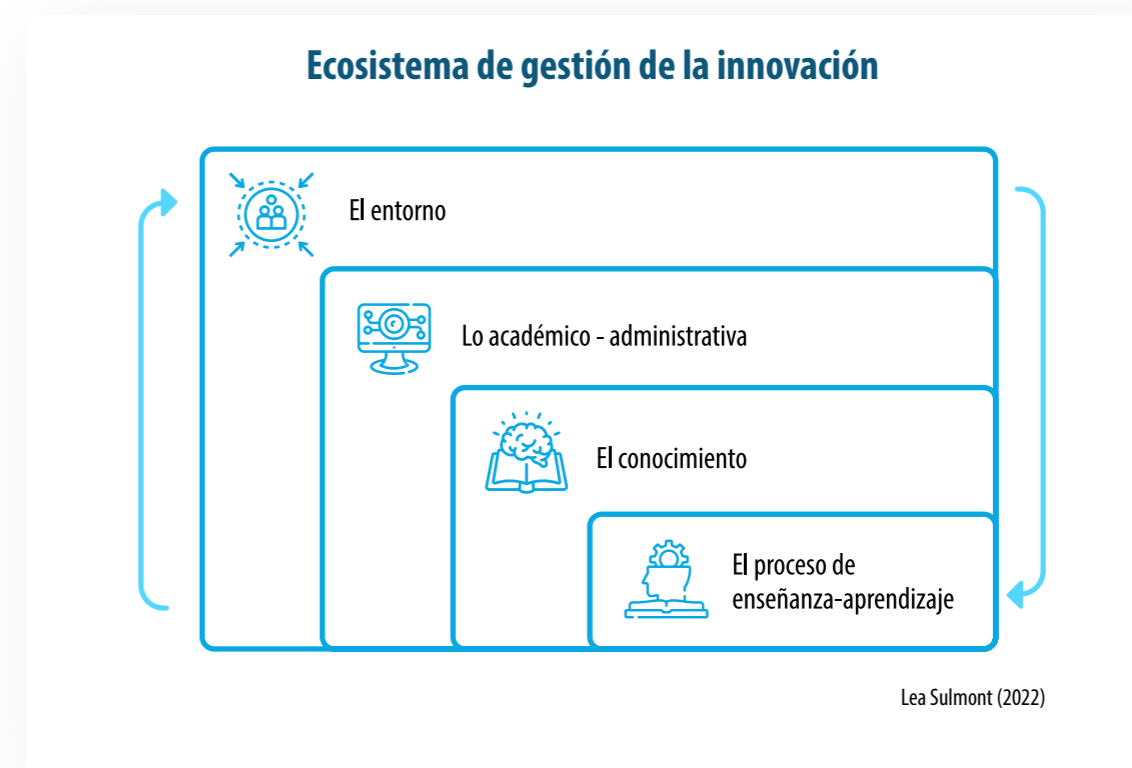 Ecosistema de gestión de la innovación
El entorno
Lo académico - administrativa
El conocimiento
El proceso de
enseñanza-aprendizaje
Lea Sulmont (2022)